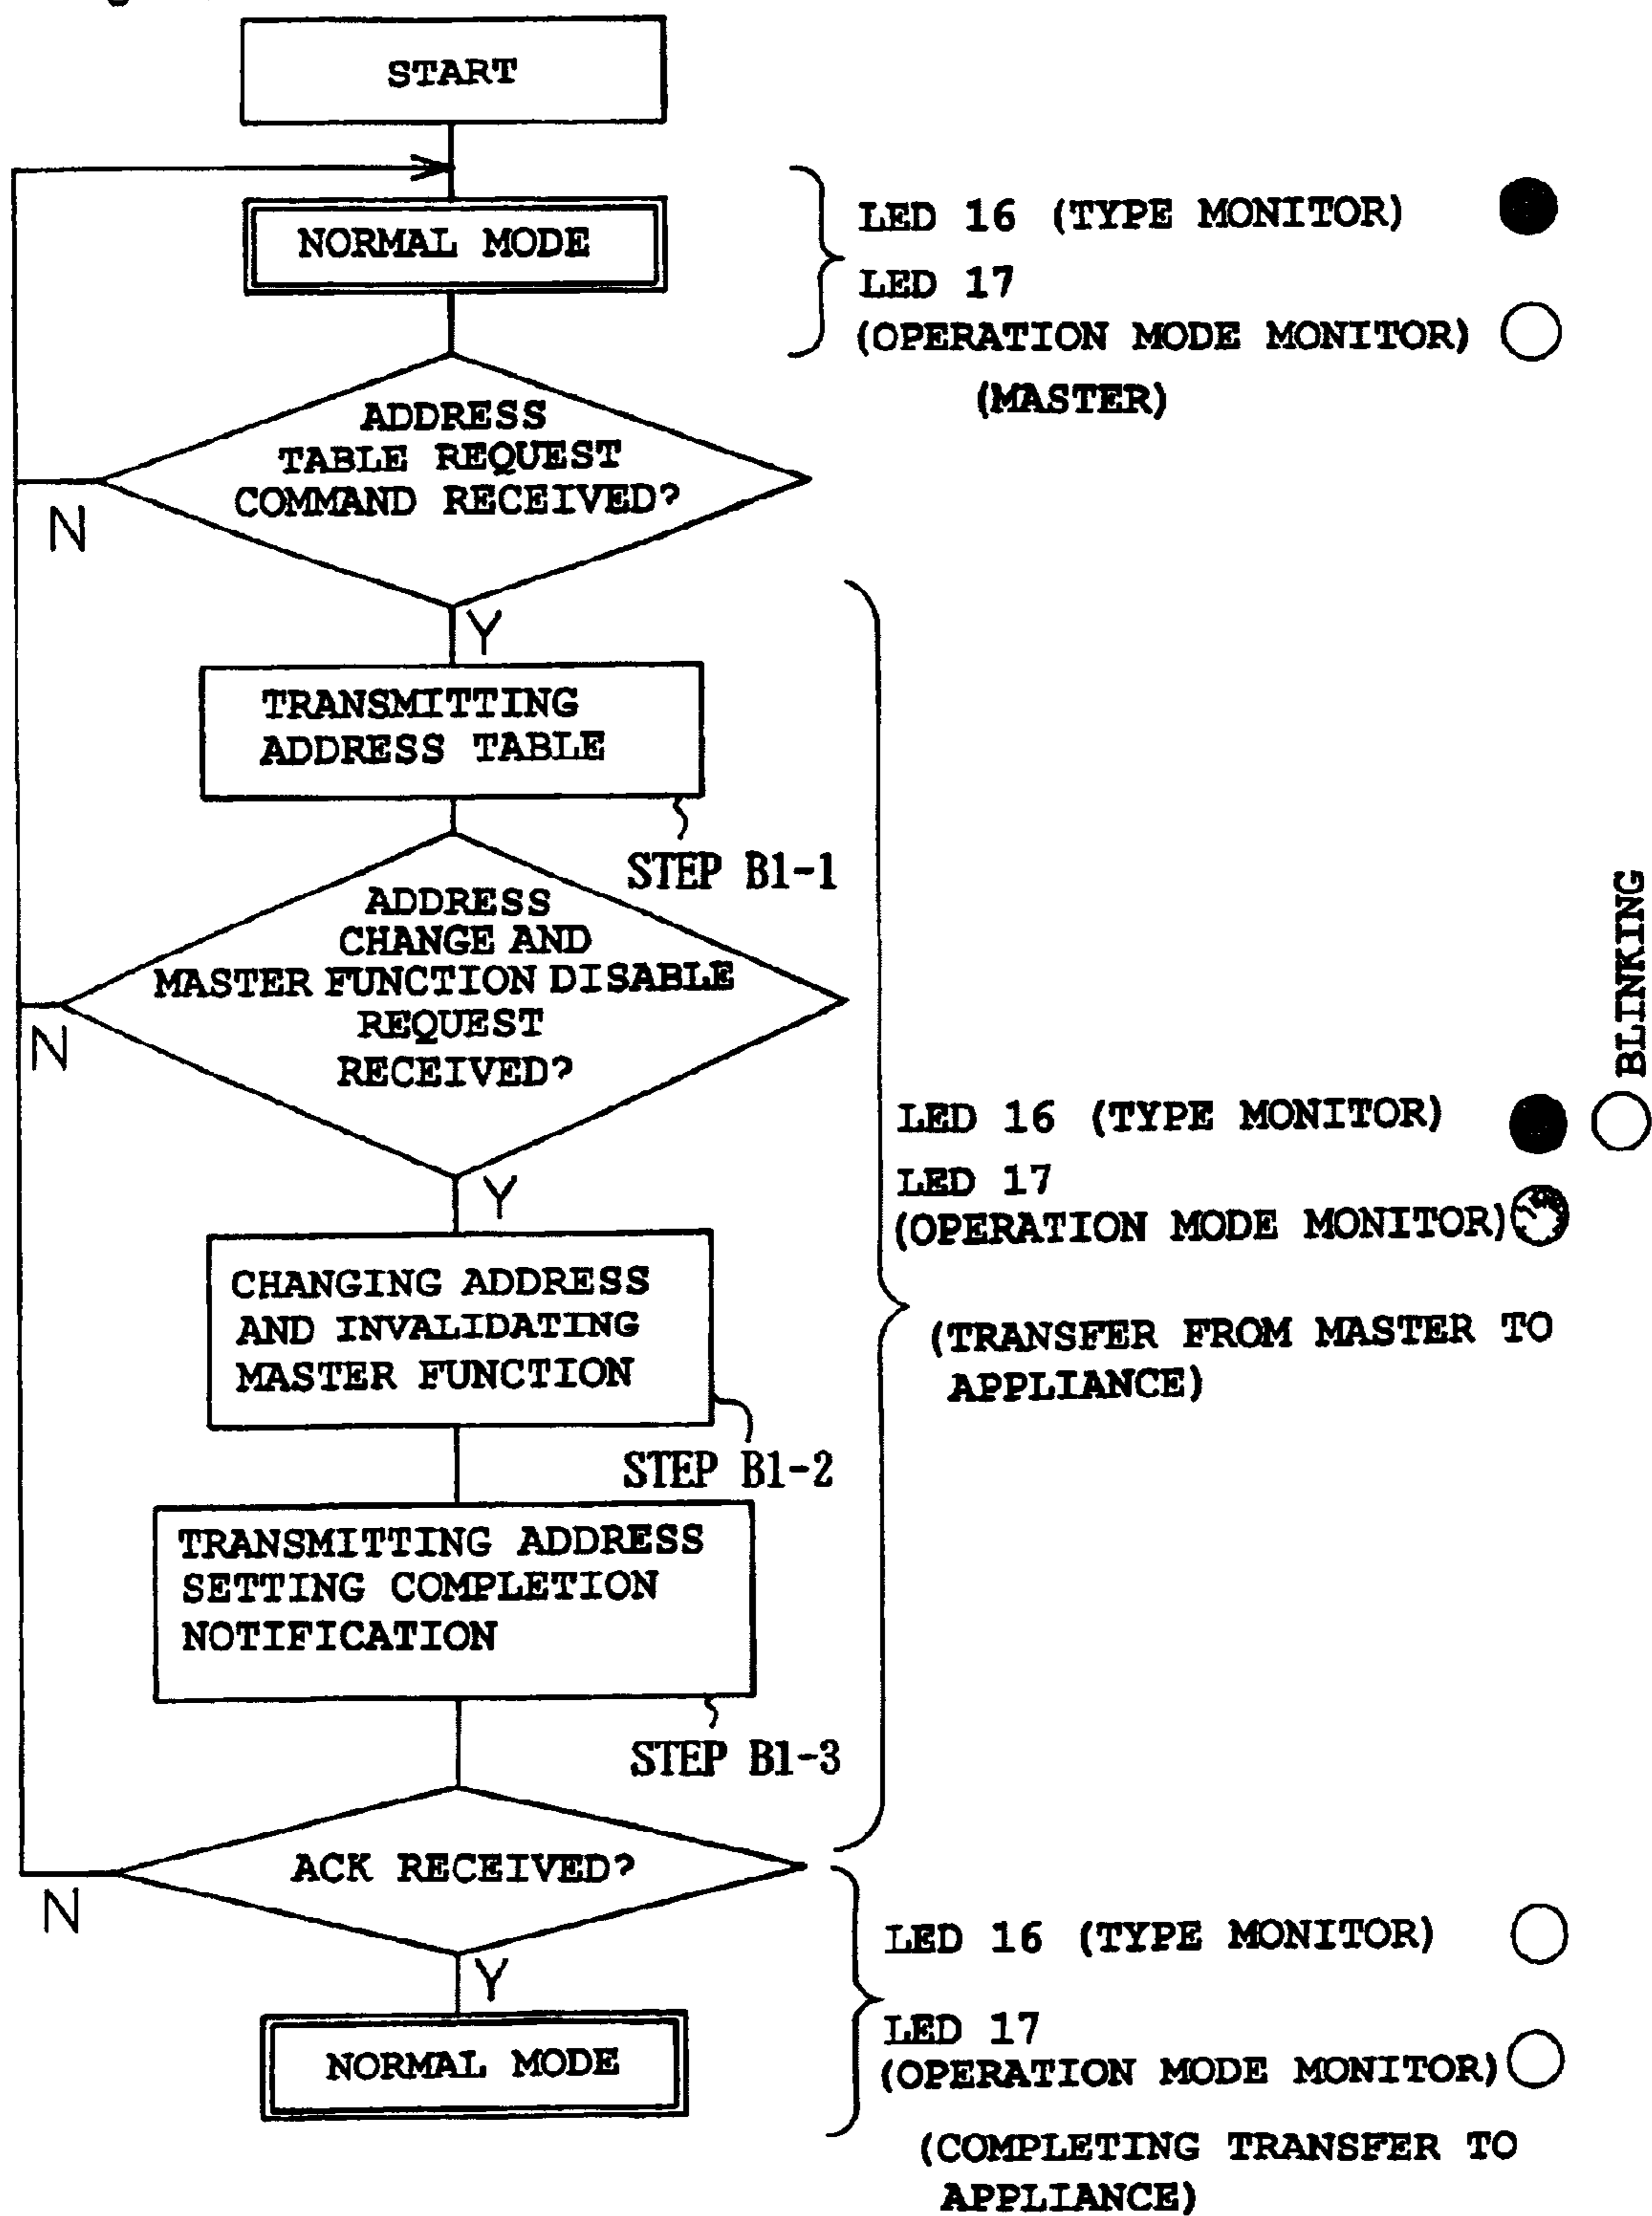 START
NORMAL MODE
LED 16 (TYPE MONITOR)
LED 17
(OPERATION MODE MONITOR)
(MASTER)
ADDRESS
TABLE REQUEST
COMMAND RECEIVED?
N
Y
TRANSMITTING
ADDRESS TABLE
STEP B1-1
ADDRESS
CHANGE AND
MASTER FUNCTION DISABLE
REQUEST
RECEIVED?
N
Y
BLINKING
LED 16 (TYPE MONITOR)
LED 17
(OPERATION MODE MONITOR)
(TRANSFER FROM MASTER TO
APPLIANCE)
CHANGING ADDRESS
AND INVALIDATING
MASTER FUNCTION
STEP B1-2
TRANSMITTING ADDRESS
SETTING COMPLETION
NOTIFICATION
STEP B1-3
ACK RECEIVED?
N
Y
NORMAL MODE
LED 16 (TYPE MONITOR)
LED 17
(OPERATION MODE MONITOR)
(COMPLETING TRANSFER TO
APPLIANCE)